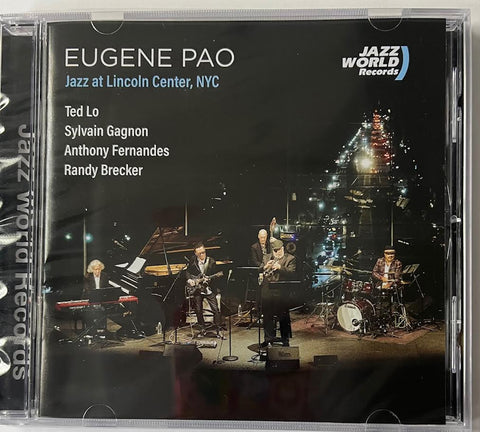 Jazz World Records
EUGENE PAO
Jazz at Lincoln Center, NYC
Ted Lo
Sylvain Gagnon
Anthony Fernandes
Randy Brecker
JAZZ
WORLD
Records